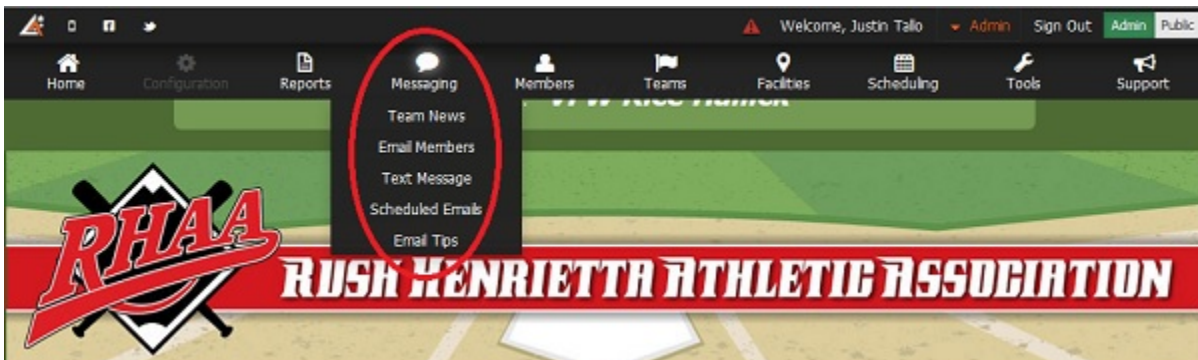 Welcome, Justin Tallo Admin Sign Out Admin Public
Home Configuration Reports Messaging Members Teams Facilities Scheduling Tools Support
Team News
Email Members
Text Message
Scheduled Emails
Email Tips
RHAA
RUSH HENRIETTA ATHLETIC ASSOCIATION